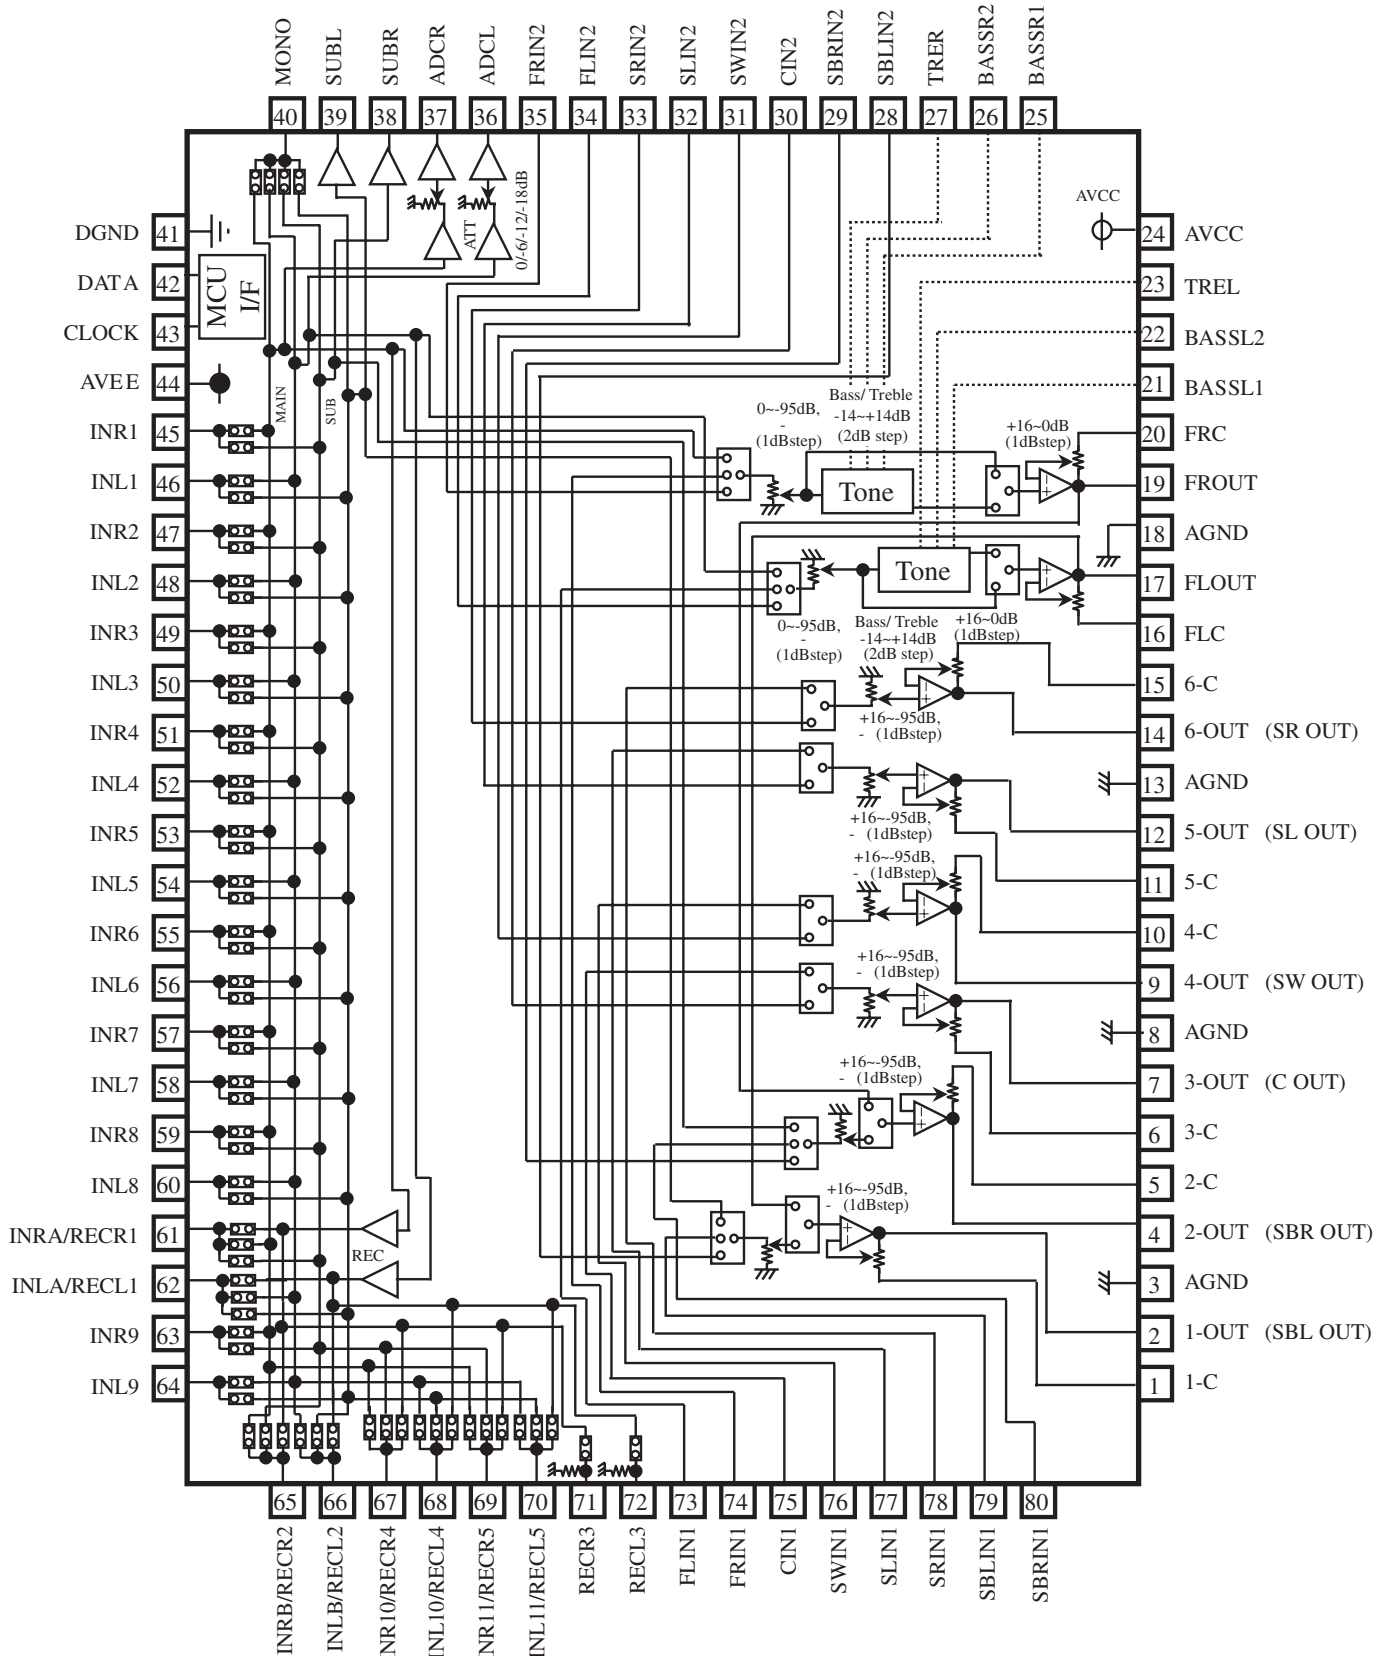 MONO
SUBL
SUBR
ADCR
ADCL
FRIN2
FLIN2
SRIN2
SLIN2
SWIN2
CIN2
SBRIN2
SBLIN2
TRER
BASSR2
BASSR1
40
39
38
37
36
35
34
33
32
31
30
29
28
27
26
25
DGND 41
DATA 42
CLOCK 43
AVEE 44
INR1 45
INL1 46
INR2 47
INL2 48
INR3 49
INL3 50
INR4 51
INL4 52
INR5 53
INL5 54
INR6 55
INL6 56
INR7 57
INL7 58
INR8 59
INL8 60
INRA/RECR1 61
INLA/RECL1 62
INR9 63
INL9 64
MCU
I/F
MAIN
SUB
ATT
0/-6/-12/-18dB
REC
AVCC
0~-95dB,
-
(1dBstep)
Bass/ Treble
-14~+14dB
(2dB step)
+16~0dB
(1dBstep)
Tone
+
−
Tone
+
−
0~-95dB,
-
(1dBstep)
Bass/ Treble
-14~+14dB
(2dB step)
+16~0dB
(1dBstep)
−
+
+16~-95dB,
- (1dBstep)
+
−
+16~-95dB,
- (1dBstep)
+16~-95dB,
- (1dBstep)
−
+
+16~-95dB,
- (1dBstep)
+
−
+16~-95dB,
- (1dBstep)
−
+
+16~-95dB,
- (1dBstep)
+
−
24 AVCC
23 TREL
22 BASSL2
21 BASSL1
20 FRC
19 FROUT
18 AGND
17 FLOUT
16 FLC
15 6-C
14 6-OUT (SR OUT)
13 AGND
12 5-OUT (SL OUT)
11 5-C
10 4-C
9 4-OUT (SW OUT)
8 AGND
7 3-OUT (C OUT)
6 3-C
5 2-C
4 2-OUT (SBR OUT)
3 AGND
2 1-OUT (SBL OUT)
1 1-C
65
66
67
68
69
70
71
72
73
74
75
76
77
78
79
80
INRB/RECR2
INLB/RECL2
INR10/RECR4
INL10/RECL4
INR11/RECR5
INL11/RECL5
RECR3
RECL3
FLIN1
FRIN1
CIN1
SWIN1
SLIN1
SRIN1
SBLIN1
SBRIN1